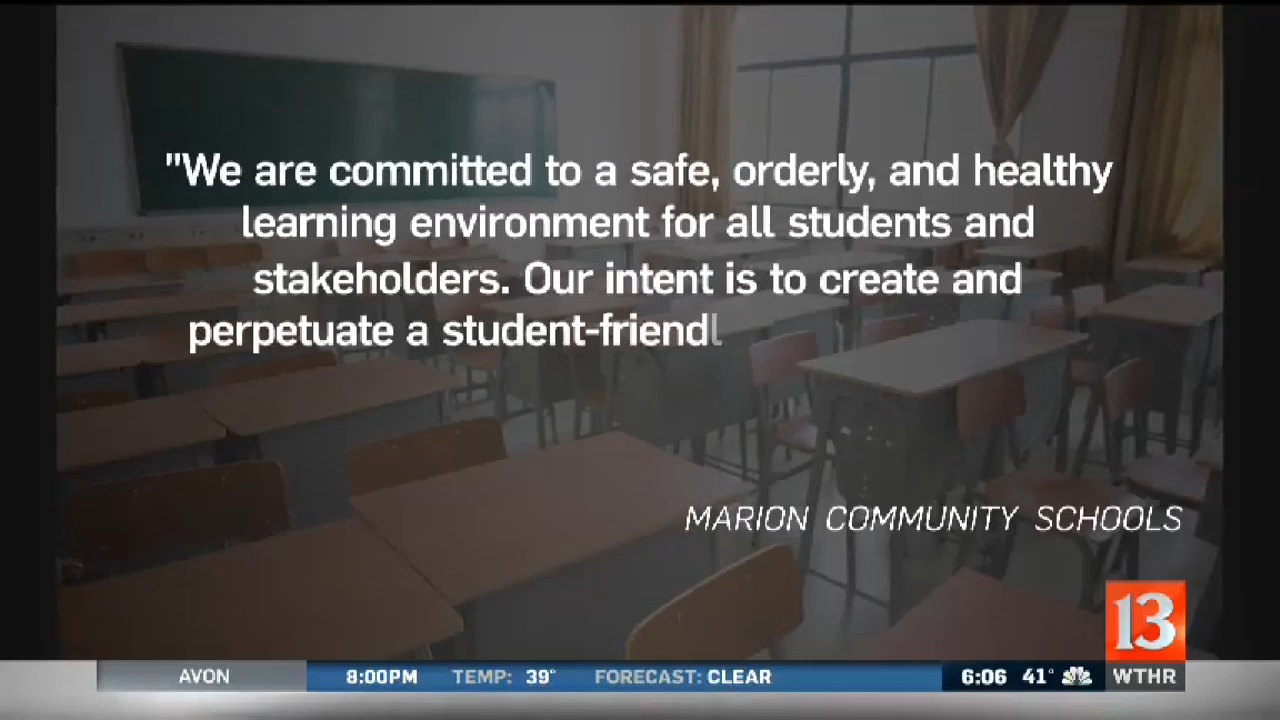 "We are committed to a safe, orderly, and healthy
learning environment for all students and
stakeholders. Our intent is to create and
perpetuate a student-friendl
MARION COMMUNITY SCHOOLS
13
AVON 8:00PM TEMP: 39° FORECAST: CLEAR 6:06 41° WTHR